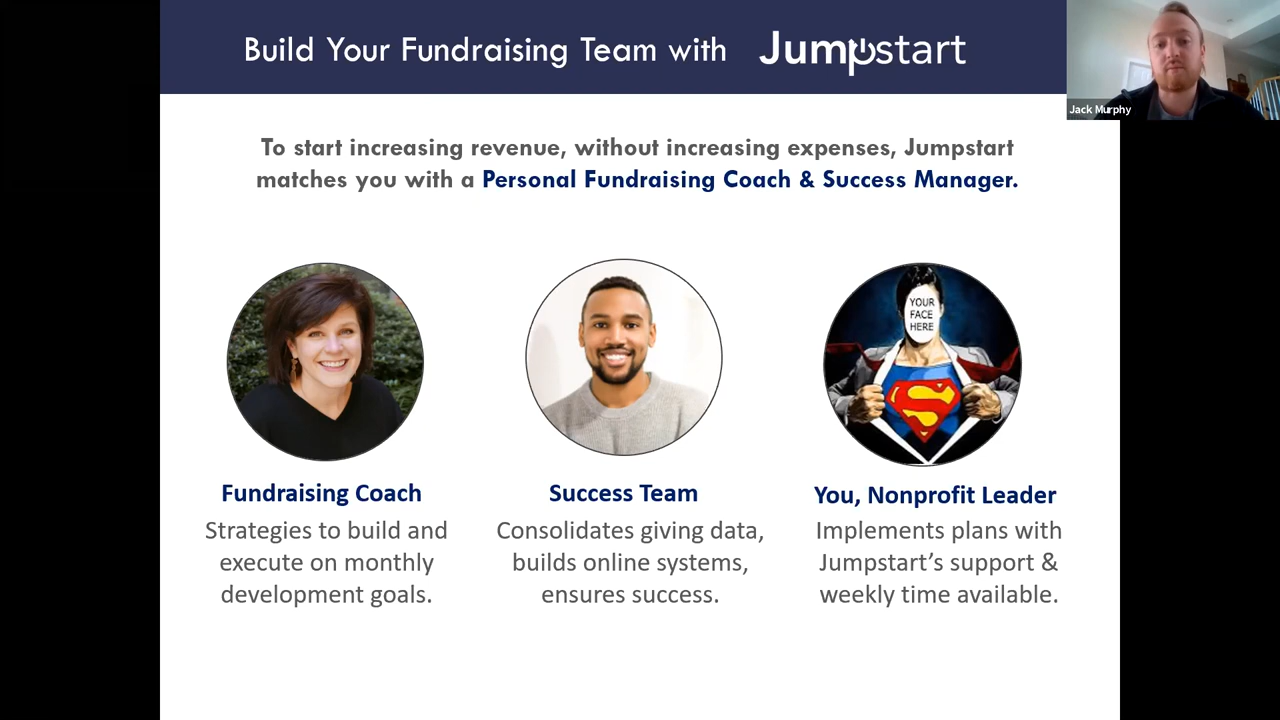 Build Your Fundraising Team with Jumpstart
Jack Murphy
To start increasing revenue, without increasing expenses, Jumpstart
matches you with a Personal Fundraising Coach & Success Manager.
YOUR
FACE
HERE
Fundraising Coach
Strategies to build and
execute on monthly
development goals.
Success Team
Consolidates giving data,
builds online systems,
ensures success.
You, Nonprofit Leader
Implements plans with
Jumpstart’s support &
weekly time available.